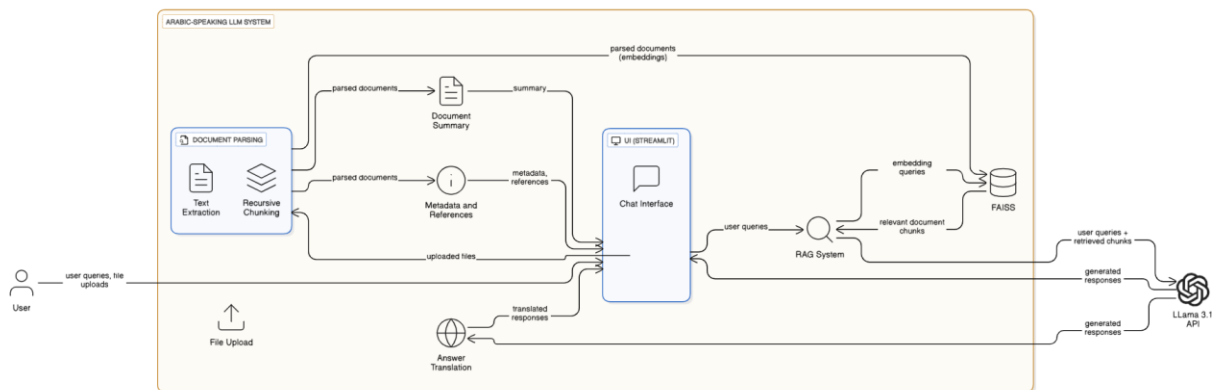 ARABIC-SPEAKING LLM SYSTEM
parsed documents
(embeddings)
parsed documents
summary
Document
Summary
DOCUMENT PARSING
UI (STREAMLIT)
Text
Extraction
Recursive
Chunking
parsed documents
metadata,
references
Metadata and
References
Chat Interface
embedding
queries
FAISS
user queries
relevant document
chunks
RAG System
uploaded files
user queries +
retrieved chunks
user queries, file
uploads
User
generated
responses
LLama 3.1
API
File Upload
translated
responses
Answer
Translation
generated
responses